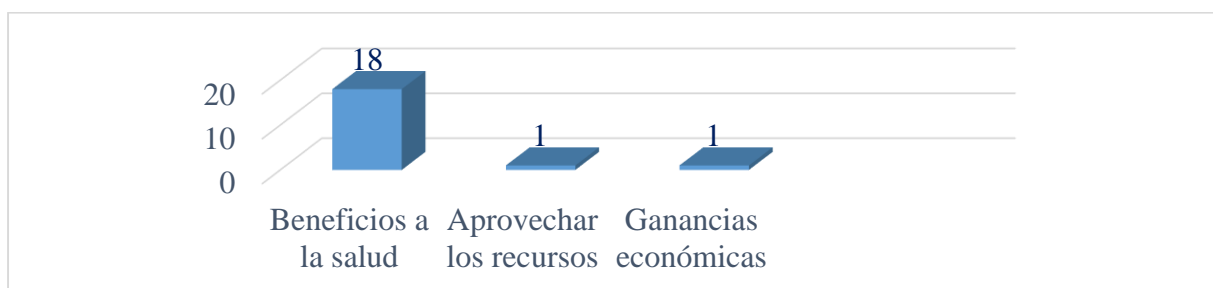 18
20
1
1
10
0
Beneficios a
la salud
Aprovechar
los recursos
Ganancias
económicas